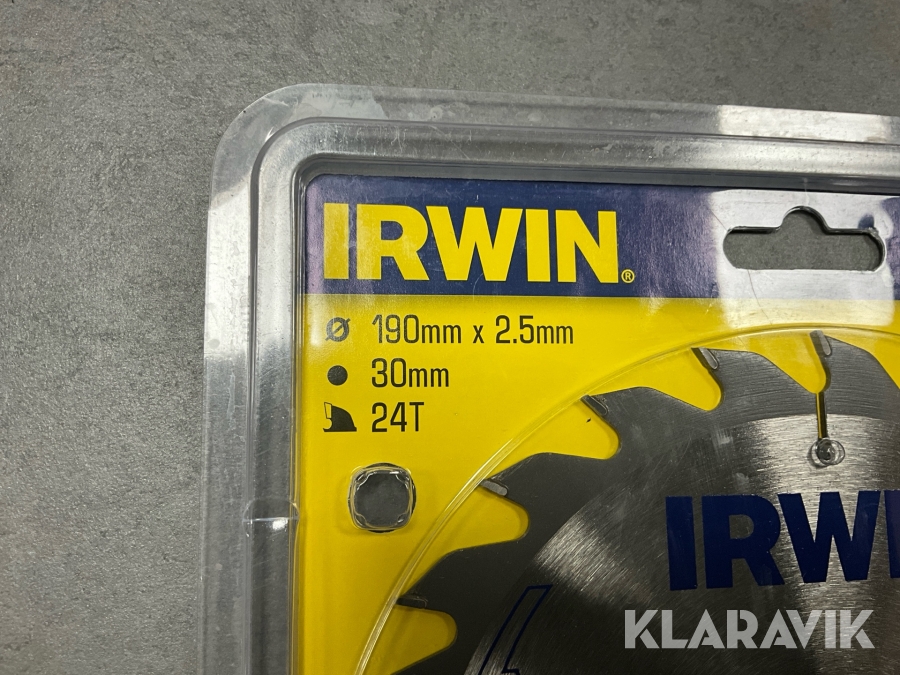 IRWIN®
190mm x 2.5mm
30mm
24T
IRWI
KLARAVIK